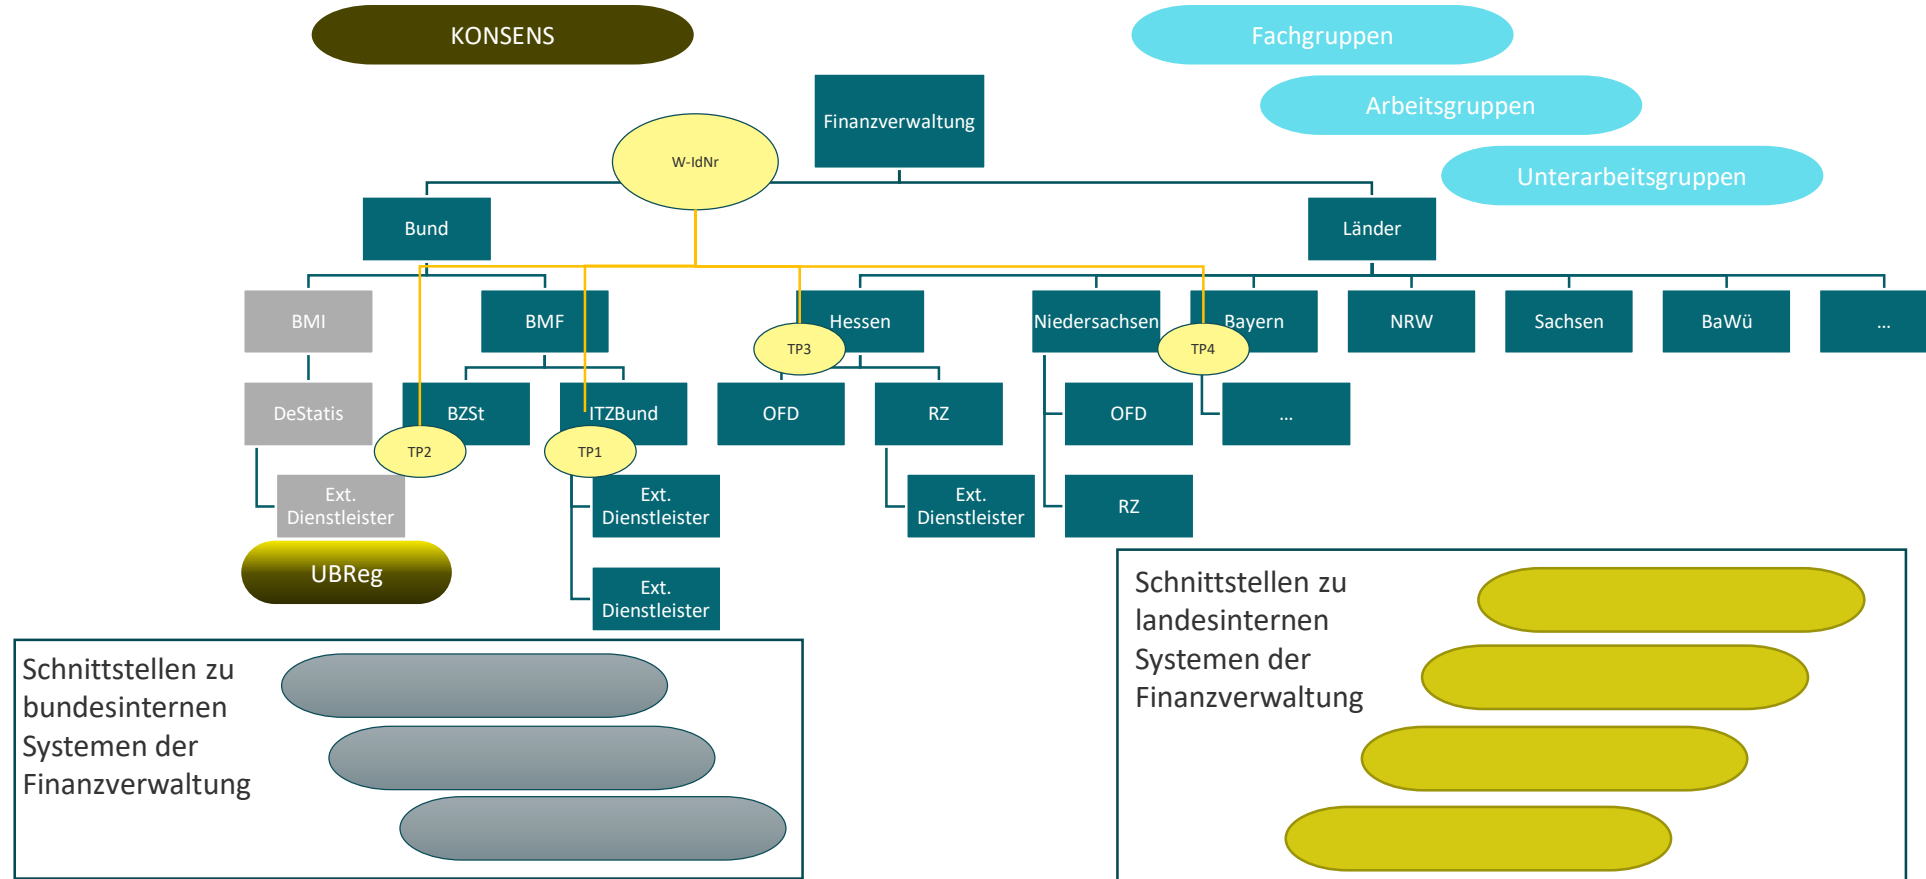 KONSENS
Fachgruppen
Arbeitsgruppen
Unterarbeitsgruppen
Finanzverwaltung
W-IdNr
Bund
Länder
BMI
BMF
Hessen
Niedersachsen
Bayern
NRW
Sachsen
BaWü
...
TP3
TP4
DeStatis
BZSt
ITZBund
OFD
RZ
OFD
...
TP2
TP1
Ext.
Dienstleister
Ext.
Dienstleister
Ext.
Dienstleister
RZ
UBReg
Ext.
Dienstleister
Schnittstellen zu
bundesinternen
Systemen der
Finanzverwaltung
Schnittstellen zu
landesinternen
Systemen der
Finanzverwaltung